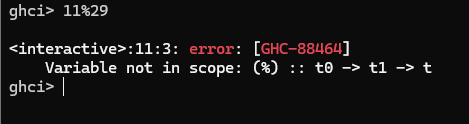 ghci> 11%29
<interactive>:11:3: error: [GHC-88464]
Variable not in scope: (%) :: t0 -> t1 -> t
ghci>